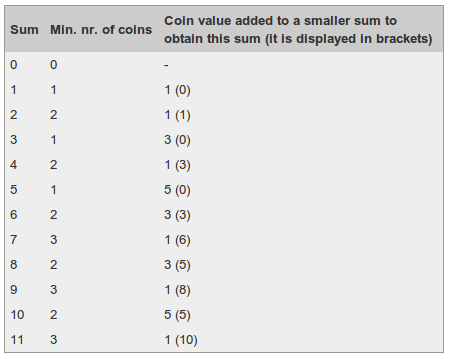 Sum Min. nr. of coins Coin value added to a smaller sum to
obtain this sum (it is displayed in brackets)
0 0 -
1 1 1 (0)
2 2 1 (1)
3 1 3 (0)
4 2 1 (3)
5 1 5 (0)
6 2 3 (3)
7 3 1 (6)
8 2 3 (5)
9 3 1 (8)
10 2 5 (5)
11 3 1 (10)